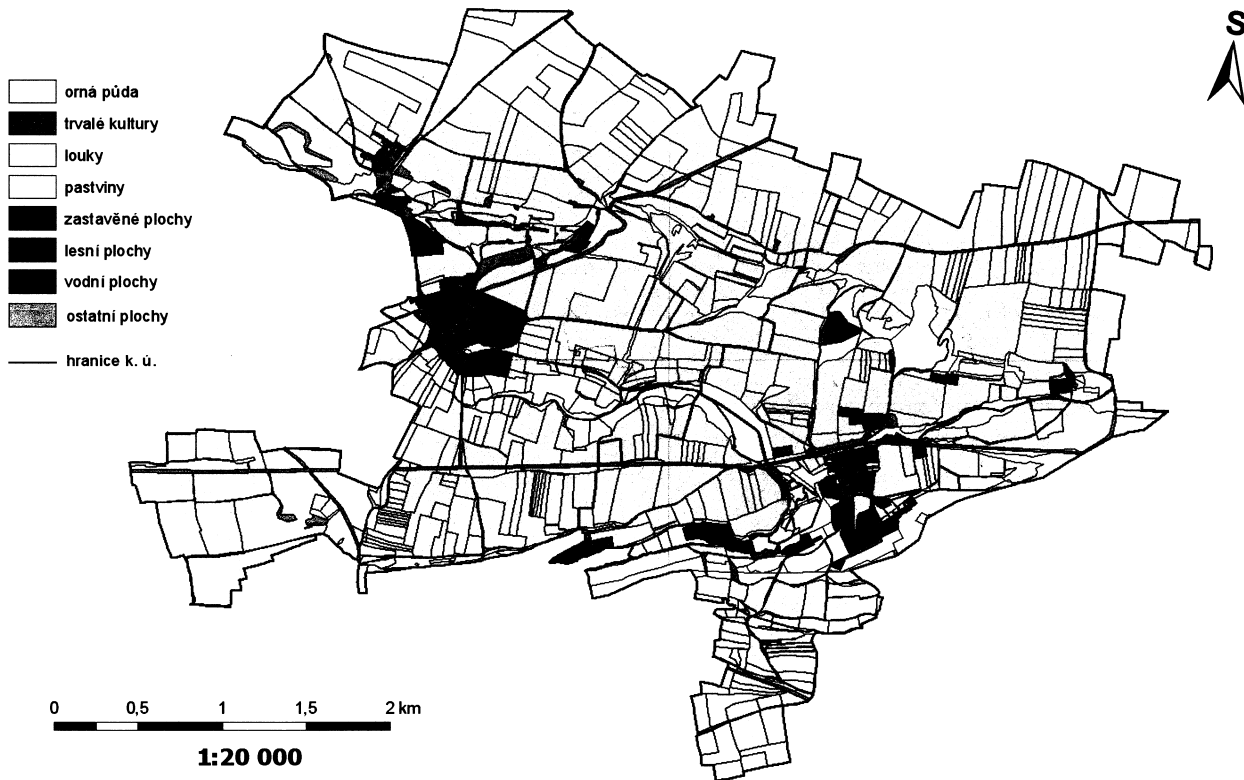 S
orná půda
trvalé kultury
louky
pastviny
zastavěné plochy
lesní plochy
vodní plochy
ostatní plochy
hranice k. ú.
0 0,5 1 1,5 2 km
1:20 000